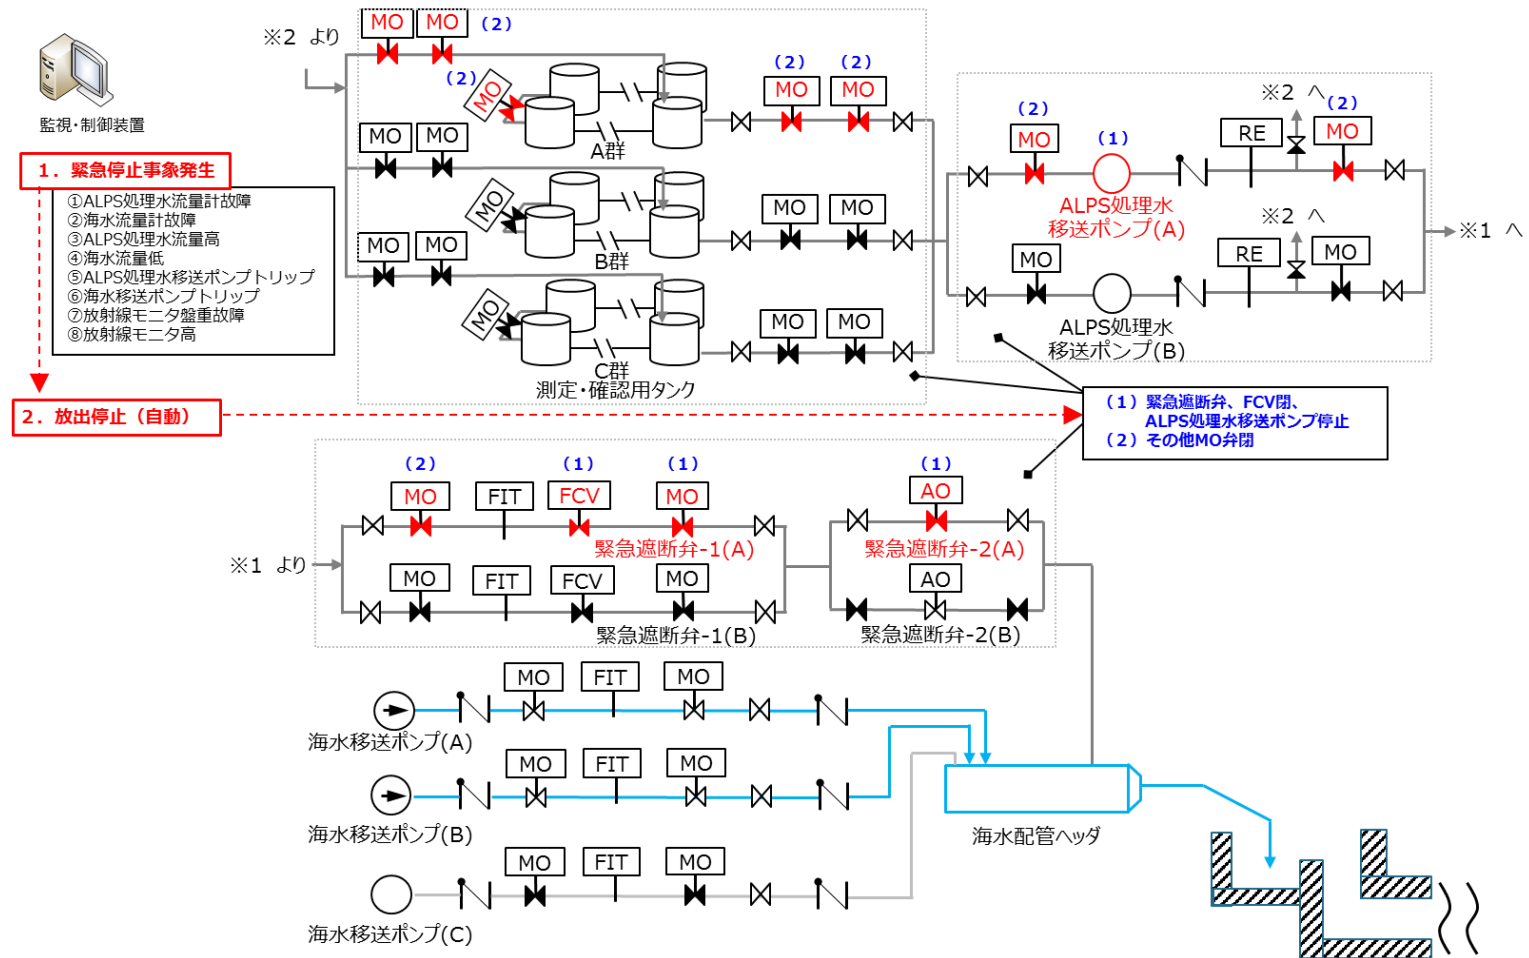 MO
MO
（2）
※2 より
監視・制御装置
（2）
MO
A群
（2）
（2）
MO
MO
MO
MO
MO
B群
MO
MO
MO
MO
MO
C群
測定・確認用タンク
MO
MO
1．緊急停止事象発生
①ALPS処理水流量計故障
②海水流量計故障
③ALPS処理水流量高
④海水流量低
⑤ALPS処理水移送ポンプトリップ
⑥海水移送ポンプトリップ
⑦放射線モニタ盤重故障
⑧放射線モニタ高
2．放出停止（自動）
（2）
MO
（1）
ALPS処理水
移送ポンプ(A)
RE
※2 へ
（2）
MO
MO
ALPS処理水
移送ポンプ(B)
RE
※2 へ
MO
※1 へ
（1）緊急遮断弁、FCV閉、
ALPS処理水移送ポンプ停止
（2）その他MO弁閉
（2）
（1）
（1）
（1）
MO
FIT
FCV
MO
AO
緊急遮断弁-1(A)
緊急遮断弁-2(A)
※1 より
MO
FIT
FCV
MO
AO
緊急遮断弁-1(B)
緊急遮断弁-2(B)
MO
FIT
MO
海水移送ポンプ(A)
MO
FIT
MO
海水移送ポンプ(B)
海水配管ヘッダ
MO
FIT
MO
海水移送ポンプ(C)